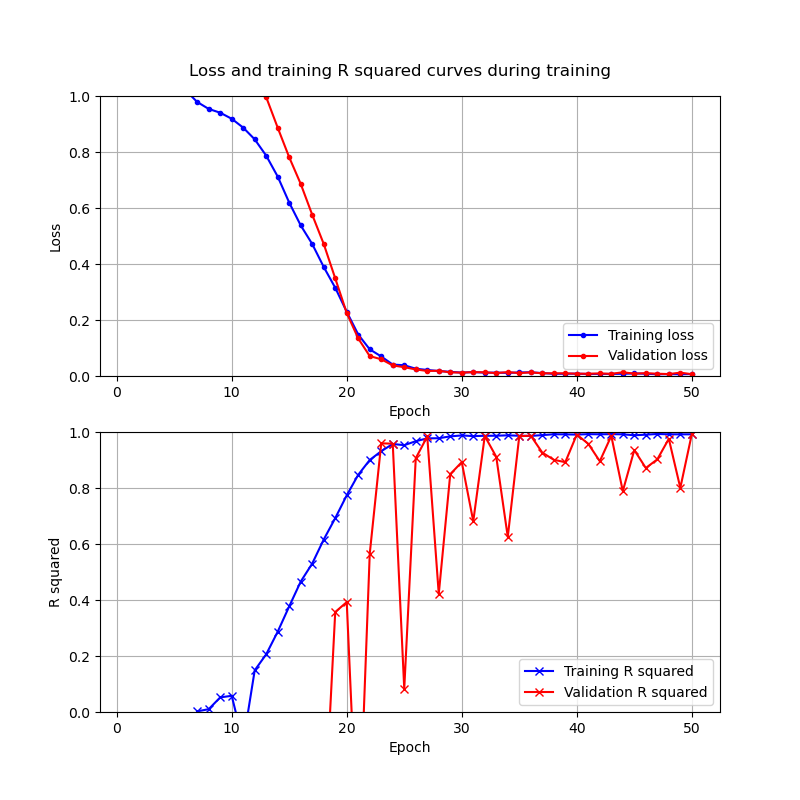 Loss and training R squared curves during training
1.0
0.8
0.6
0.4
0.2
0.0
Loss
Training loss
Validation loss
0 10 20 30 40 50
Epoch
1.0
0.8
0.6
0.4
0.2
0.0
R squared
Training R squared
Validation R squared
0 10 20 30 40 50
Epoch